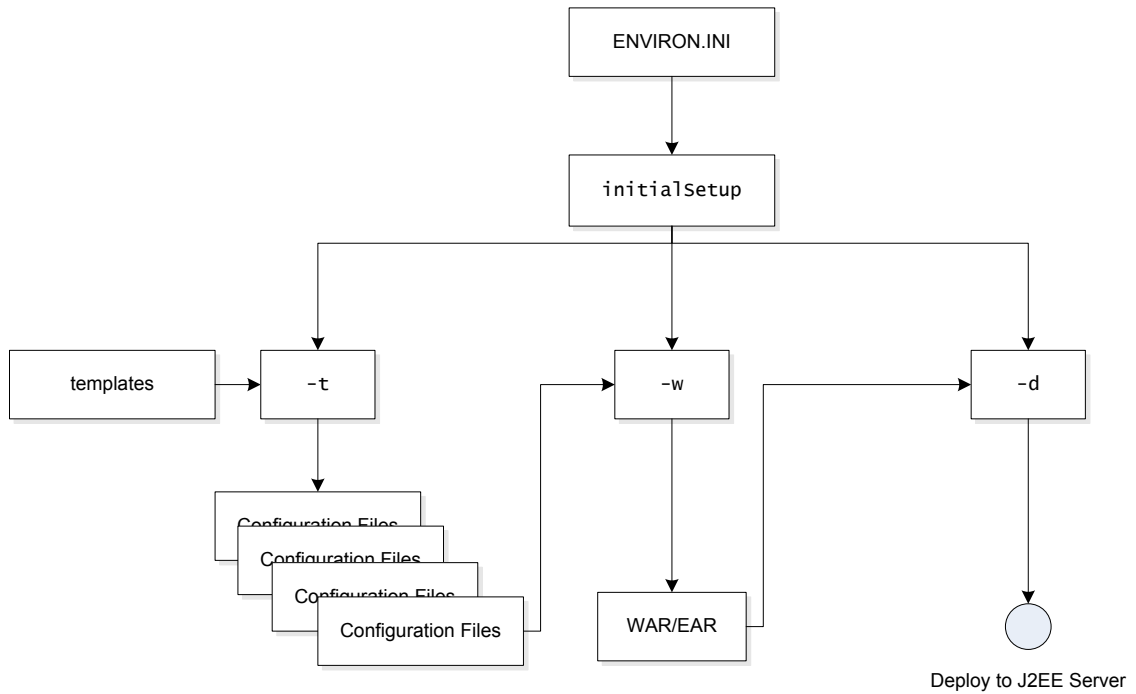 ENVIRON.INI
initialSetup
templates
-t
-w
-d
Configuration Files
Configuration Files
Configuration Files
Configuration Files
WAR/EAR
Deploy to J2EE Server